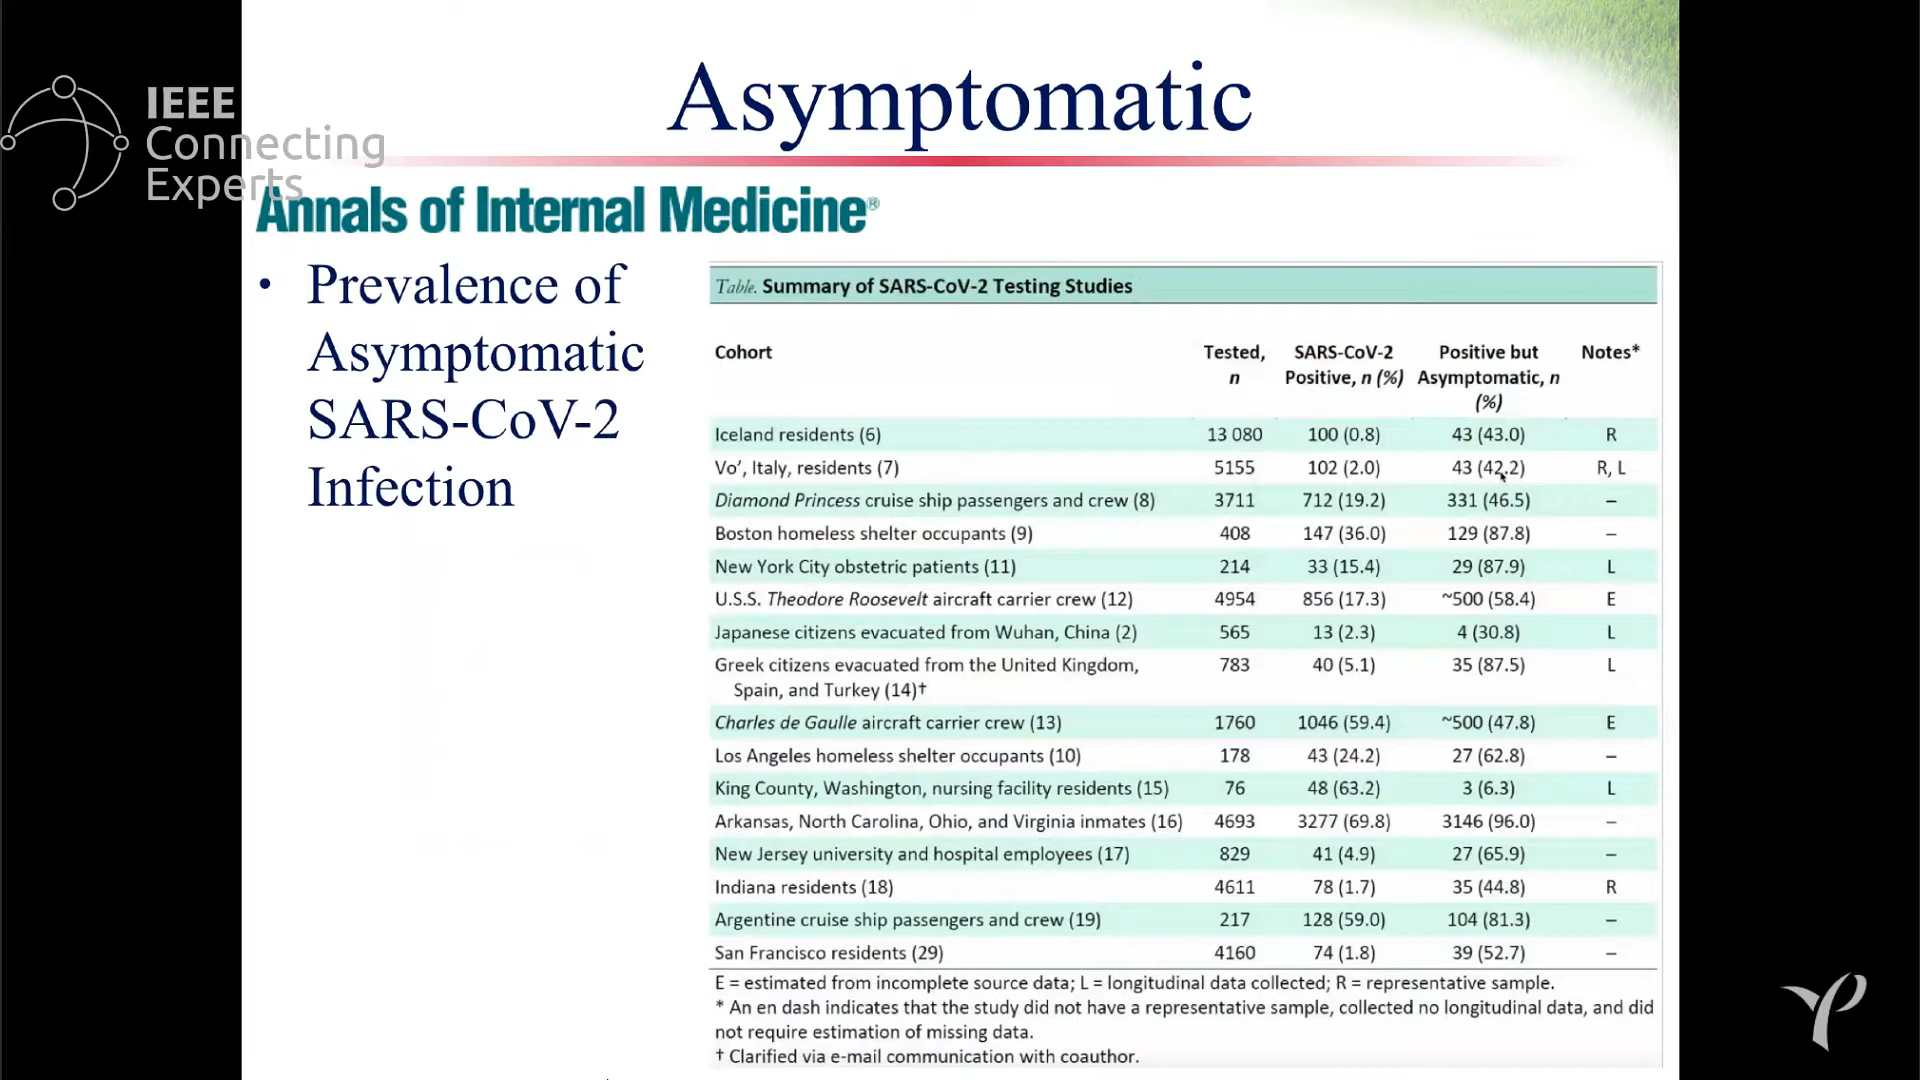 Asymptomatic
IEEE
Connecting
Experts
Annals of Internal Medicine®
• Prevalence of
Asymptomatic
SARS-CoV-2
Infection
Table. Summary of SARS-CoV-2 Testing Studies
Cohort Tested, n SARS-CoV-2 Positive, n (%) Positive but Asymptomatic, n (%) Notes*
Iceland residents (6) 13 080 100 (0.8) 43 (43.0) R
Vo’, Italy, residents (7) 5155 102 (2.0) 43 (42.2) R, L
Diamond Princess cruise ship passengers and crew (8) 3711 712 (19.2) 331 (46.5) –
Boston homeless shelter occupants (9) 408 147 (36.0) 129 (87.8) –
New York City obstetric patients (11) 214 33 (15.4) 29 (87.9) L
U.S.S. Theodore Roosevelt aircraft carrier crew (12) 4954 856 (17.3) ~500 (58.4) E
Japanese citizens evacuated from Wuhan, China (2) 565 13 (2.3) 4 (30.8) L
Greek citizens evacuated from the United Kingdom, 783 40 (5.1) 35 (87.5) L
Spain, and Turkey (14)†
Charles de Gaulle aircraft carrier crew (13) 1760 1046 (59.4) ~500 (47.8) E
Los Angeles homeless shelter occupants (10) 178 43 (24.2) 27 (62.8) –
King County, Washington, nursing facility residents (15) 76 48 (63.2) 3 (6.3) L
Arkansas, North Carolina, Ohio, and Virginia inmates (16) 4693 3277 (69.8) 3146 (96.0) –
New Jersey university and hospital employees (17) 829 41 (4.9) 27 (65.9) –
Indiana residents (18) 4611 78 (1.7) 35 (44.8) R
Argentine cruise ship passengers and crew (19) 217 128 (59.0) 104 (81.3) –
San Francisco residents (29) 4160 74 (1.8) 39 (52.7) –
E = estimated from incomplete source data; L = longitudinal data collected; R = representative sample.
* An en dash indicates that the study did not have a representative sample, collected no longitudinal data, and did
not require estimation of missing data.
† Clarified via e-mail communication with coauthor.